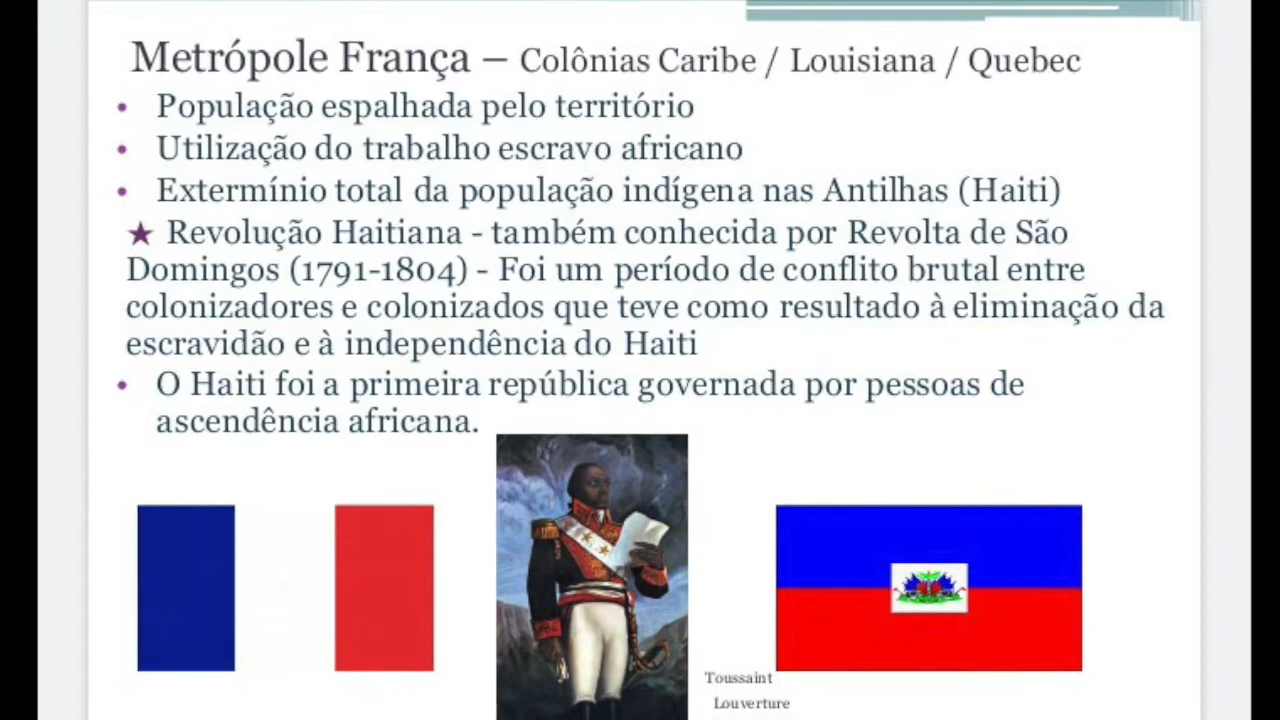 Metrópole França – Colônias Caribe / Louisiana / Quebec
• População espalhada pelo território
• Utilização do trabalho escravo africano
• Extermínio total da população indígena nas Antilhas (Haiti)
★ Revolução Haitiana - também conhecida por Revolta de São
Domingos (1791-1804) - Foi um período de conflito brutal entre
colonizadores e colonizados que teve como resultado à eliminação da
escravidão e à independência do Haiti
• O Haiti foi a primeira república governada por pessoas de
ascendência africana.
Toussaint
Louverture